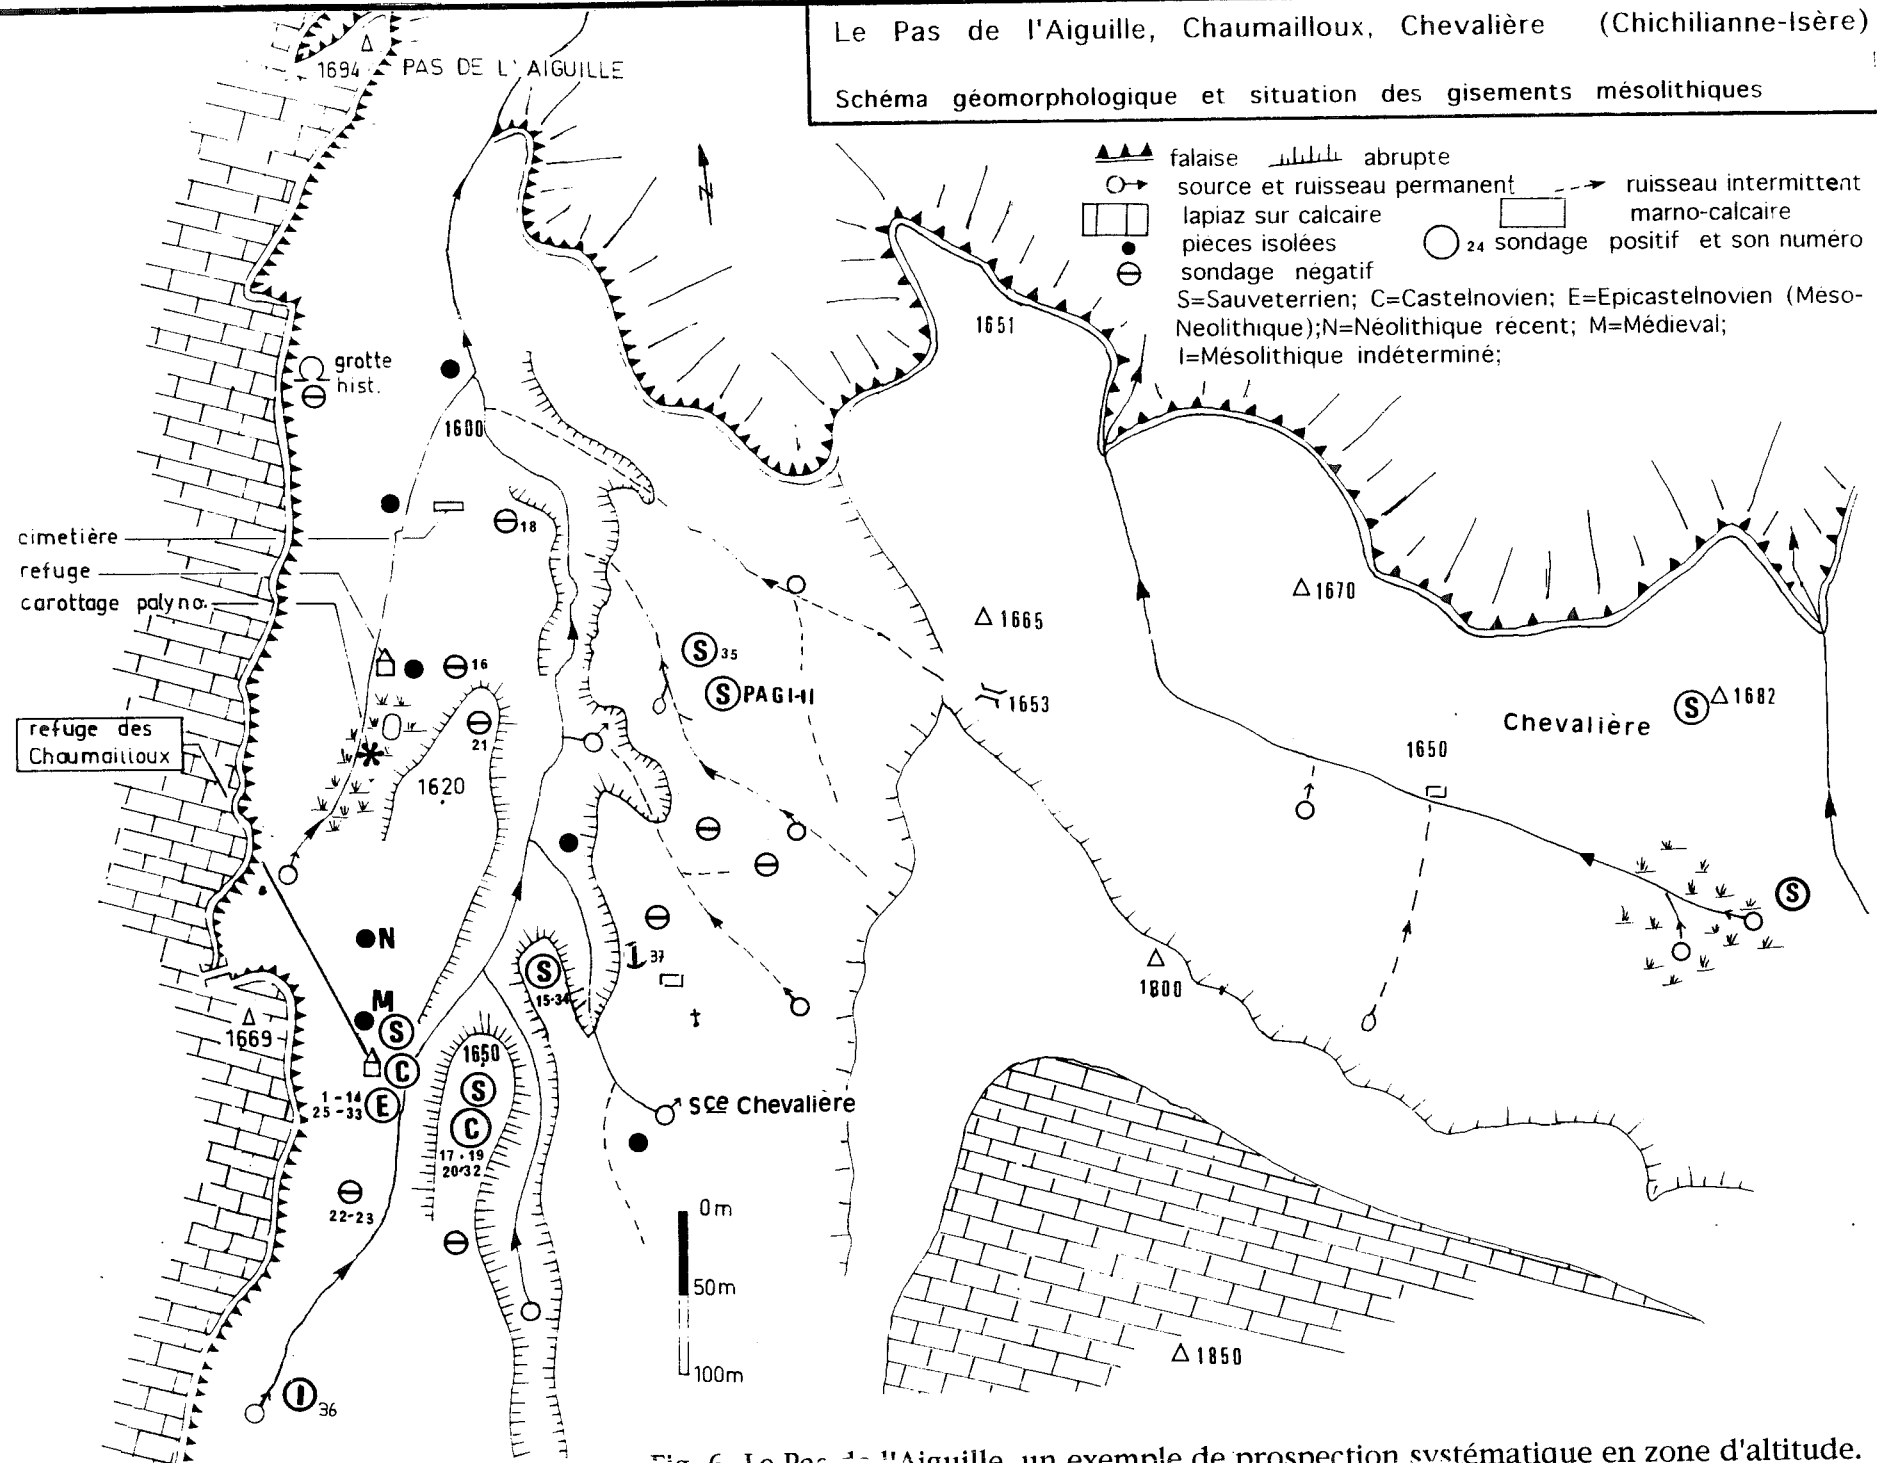 Le Pas de l'Aiguille, Chaumailloux, Chevalière (Chichilianne-Isère)
Schéma géomorphologique et situation des gisements mésolithiques
falaise abrupte
source et ruisseau permanent ruisseau intermittent
lapiaz sur calcaire marno-calcaire
pièces isolées 24 sondage positif et son numéro
sondage négatif
S=Sauveterrien; C=Castelnovien; E=Epicastelnovien (Méso-
Neolithique);N=Néolithique récent; M=Médieval;
I=Mésolithique indéterminé;
1694 PAS DE L'AIGUILLE
1651
grotte
hist.
1600
18
cimetière
refuge
carottage palyno.
1670
1665
S 35
16
S PAG I-II
1653
Chevalière S 1682
refuge des
Chaumailloux
21
1650
1620
S
N
S 37
15-34
1800
M
S
1669
1650
C
S
1-14
25-33 E
Sce Chevalière
C
17.19
20-32
22-23
0m
50m
100m
1850
I 36
Fig. 6 Le Pas de l'Aiguille, un exemple de prospection systématique en zone d'altitude.